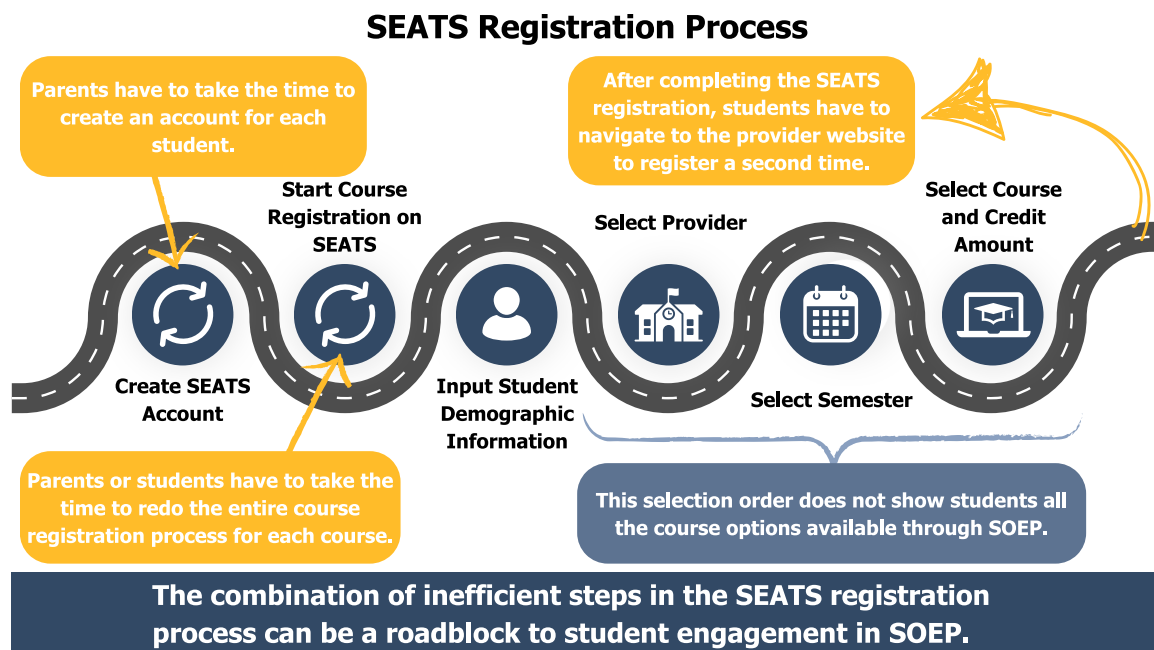 SEATS Registration Process
Parents have to take the time to
create an account for each
student.
After completing the SEATS
registration, students have to
navigate to the provider website
to register a second time.
Start Course
Registration on
SEATS
Select Provider
Select Course
and Credit
Amount
Create SEATS
Account
Input Student
Demographic
Information
Select Semester
Parents or students have to take the
time to redo the entire course
registration process for each course.
This selection order does not show students all
the course options available through SOEP.
The combination of inefficient steps in the SEATS registration
process can be a roadblock to student engagement in SOEP.